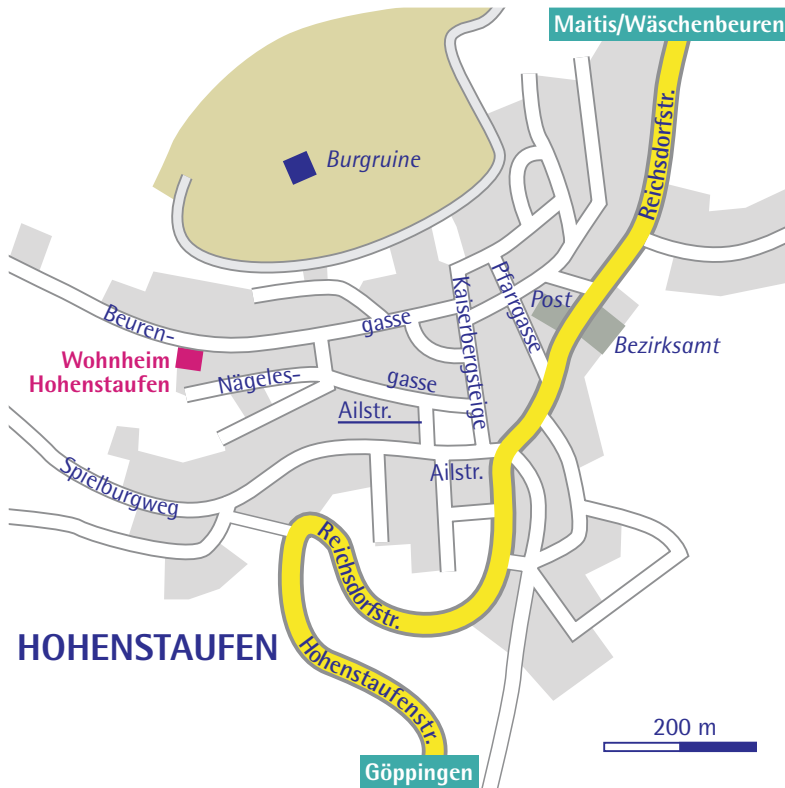 Maitis/Wäschenbeuren
Reichsdorfstr.
Burgruine
Pfarrgasse
Kaiserbergsteige
Post
Bezirksamt
Beuren-
gasse
Wohnheim
Hohenstaufen
Nägeles-
gasse
Ailstr.
Ailstr.
Spielburgweg
Reichsdorfstr.
HOHENSTAUFEN
Hohenstaufenstr.
200 m
Göppingen